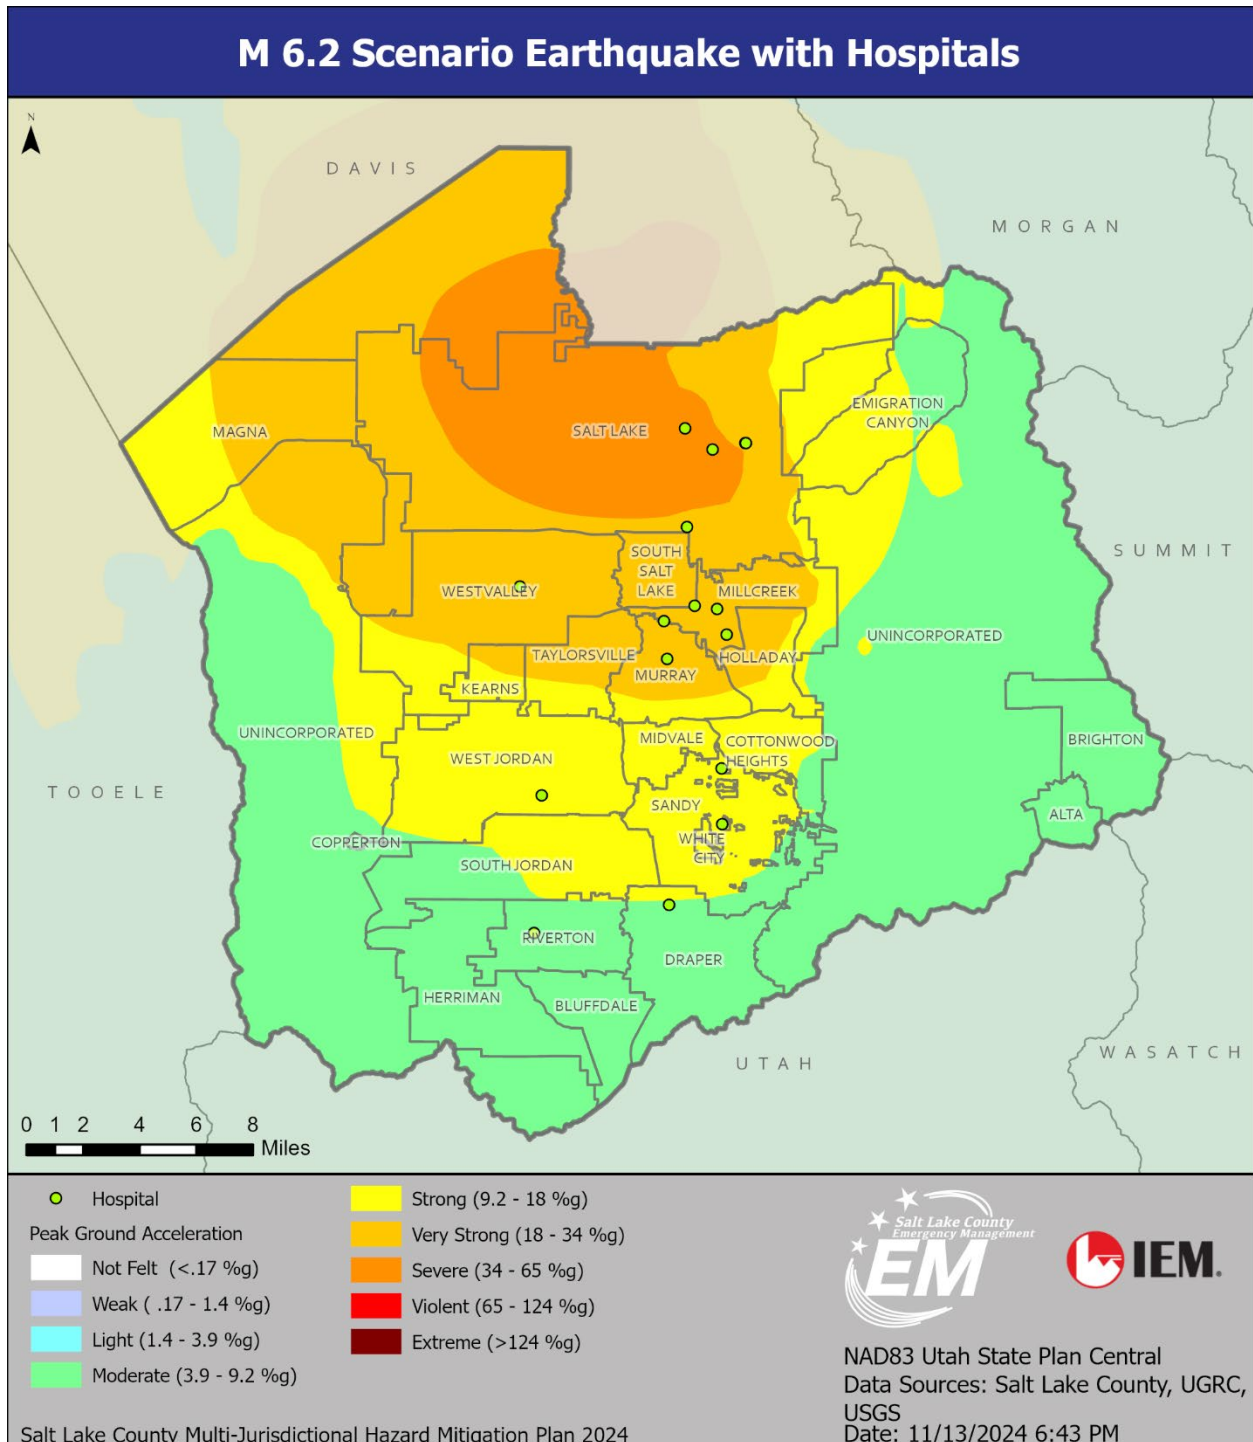 M 6.2 Scenario Earthquake with Hospitals
N
DAVIS
MORGAN
MAGNA
SALT LAKE
EMIGRATION
CANYON
SUMMIT
SOUTH
SALT
LAKE
WEST VALLEY
MILLCREEK
UNINCORPORATED
TAYLORSVILLE
HOLLADAY
MURRAY
KEARNS
UNINCORPORATED
MIDVALE
COTTONWOOD
HEIGHTS
BRIGHTON
WEST JORDAN
TOOELE
SANDY
ALTA
COPPERTON
WHITE
CITY
SOUTH JORDAN
RIVERTON
DRAPER
HERRIMAN
BLUFFDALE
UTAH
WASATCH
0 1 2 4 6 8
Miles
Hospital
Peak Ground Acceleration
Not Felt (<.17 %g)
Weak ( .17 - 1.4 %g)
Light (1.4 - 3.9 %g)
Moderate (3.9 - 9.2 %g)
Strong (9.2 - 18 %g)
Very Strong (18 - 34 %g)
Severe (34 - 65 %g)
Violent (65 - 124 %g)
Extreme (>124 %g)
Salt Lake County
Emergency Management
EM
IEM.
NAD83 Utah State Plan Central
Data Sources: Salt Lake County, UGRC,
USGS
Date: 11/13/2024 6:43 PM
Salt Lake County Multi-Jurisdictional Hazard Mitigation Plan 2024